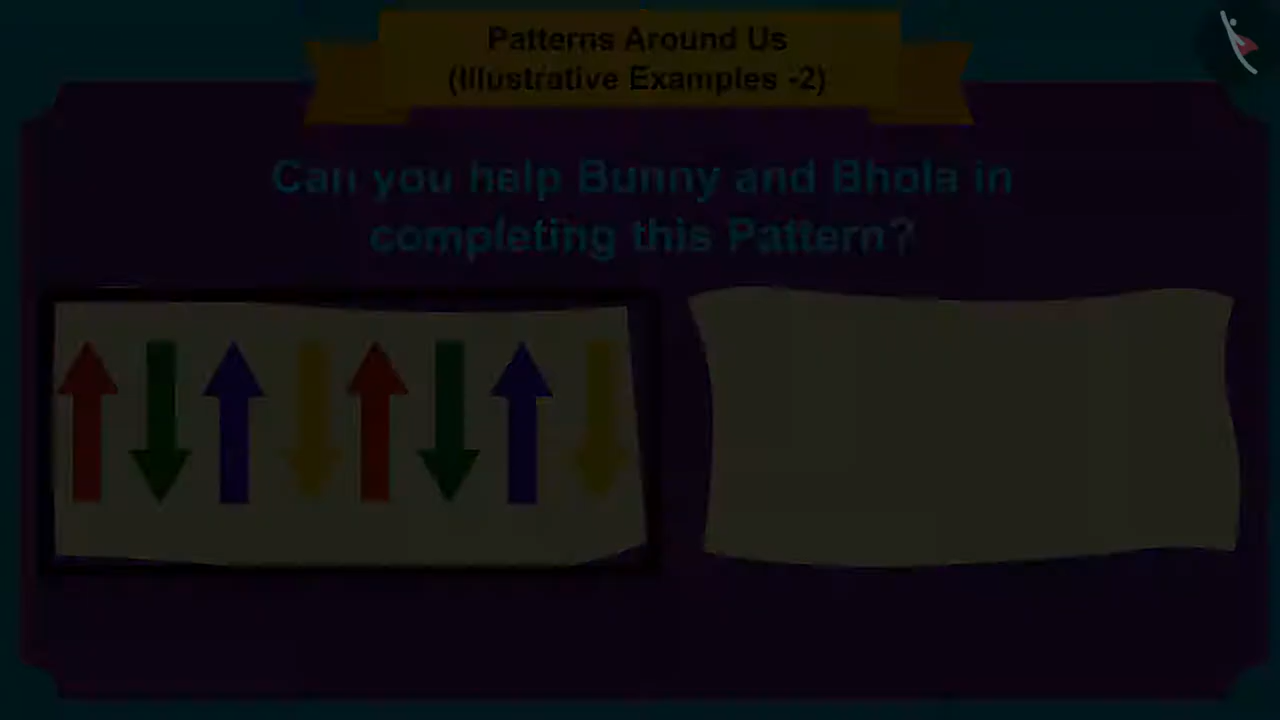 Patterns Around Us
(Illustrative Examples -2)
Can you help Bunny and Bhola in
completing this Pattern?